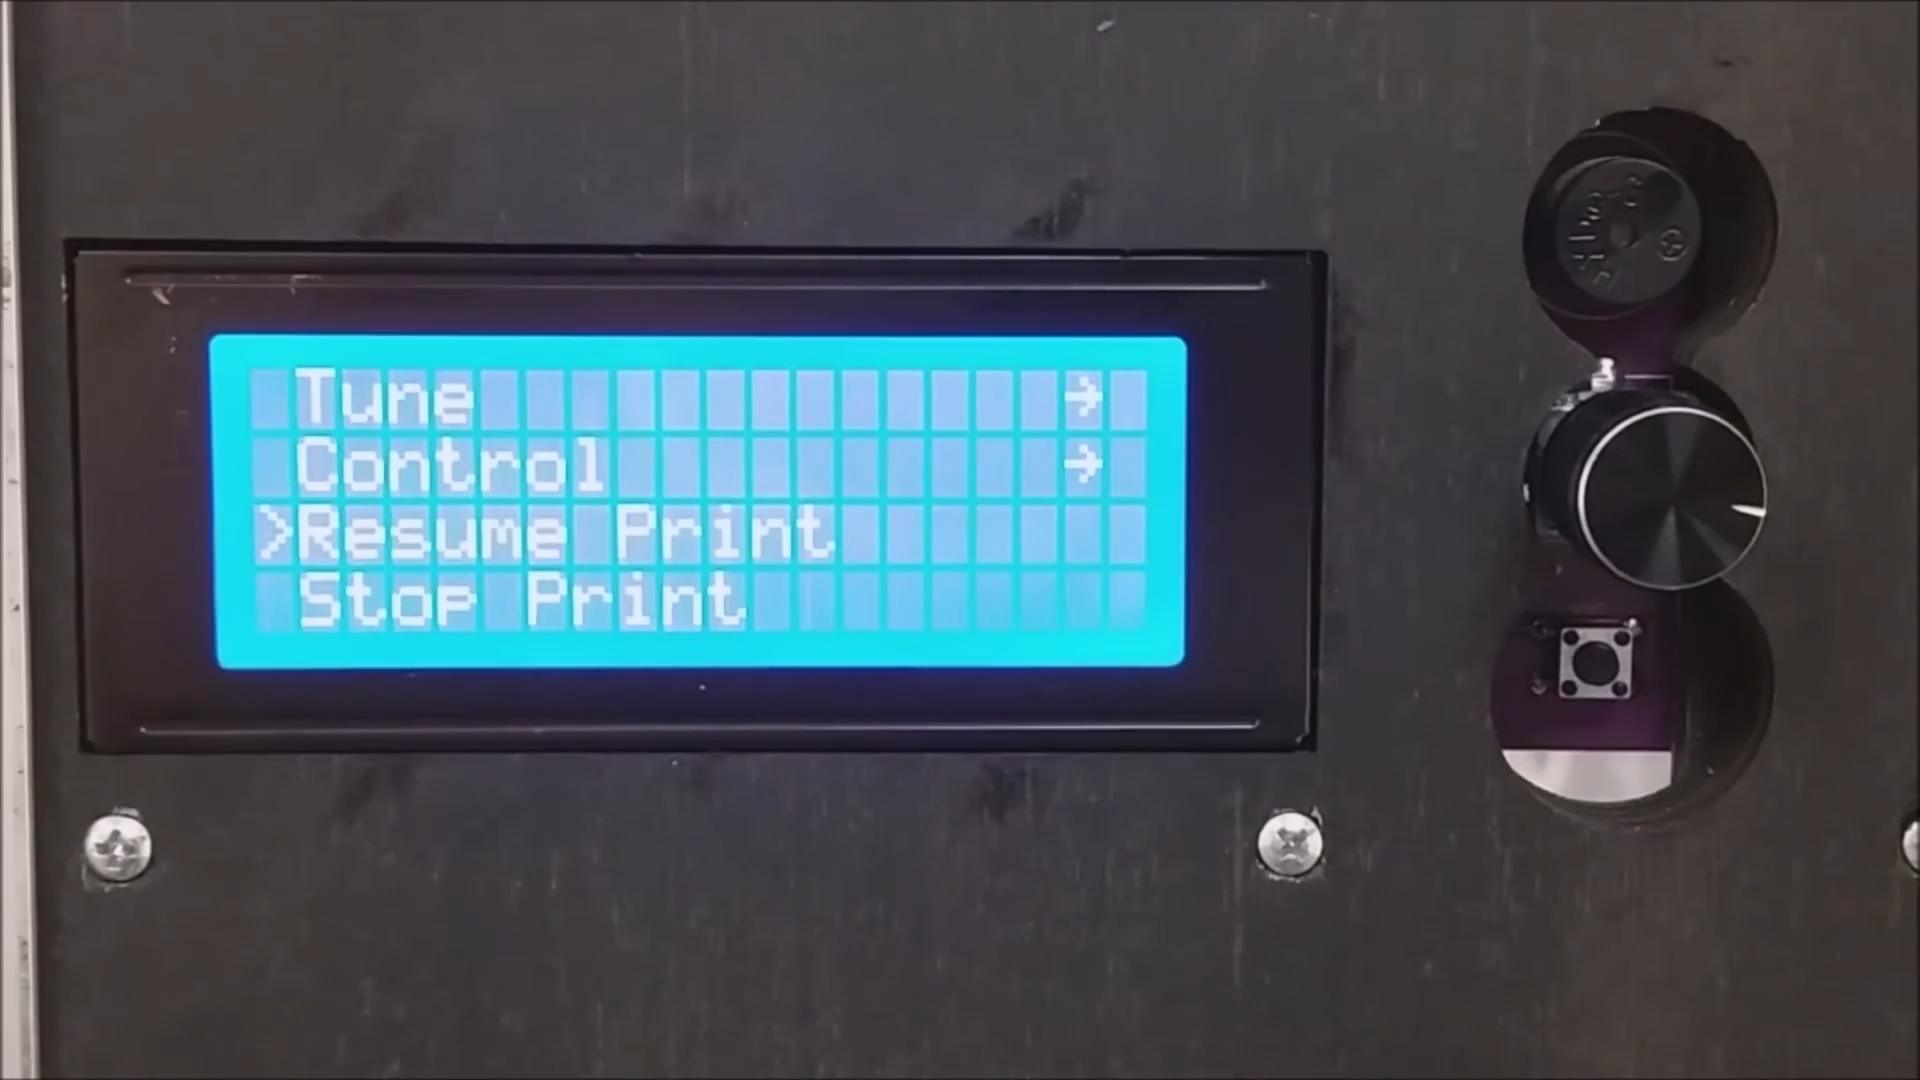 Tune →
Control →
>Resume Print
Stop Print